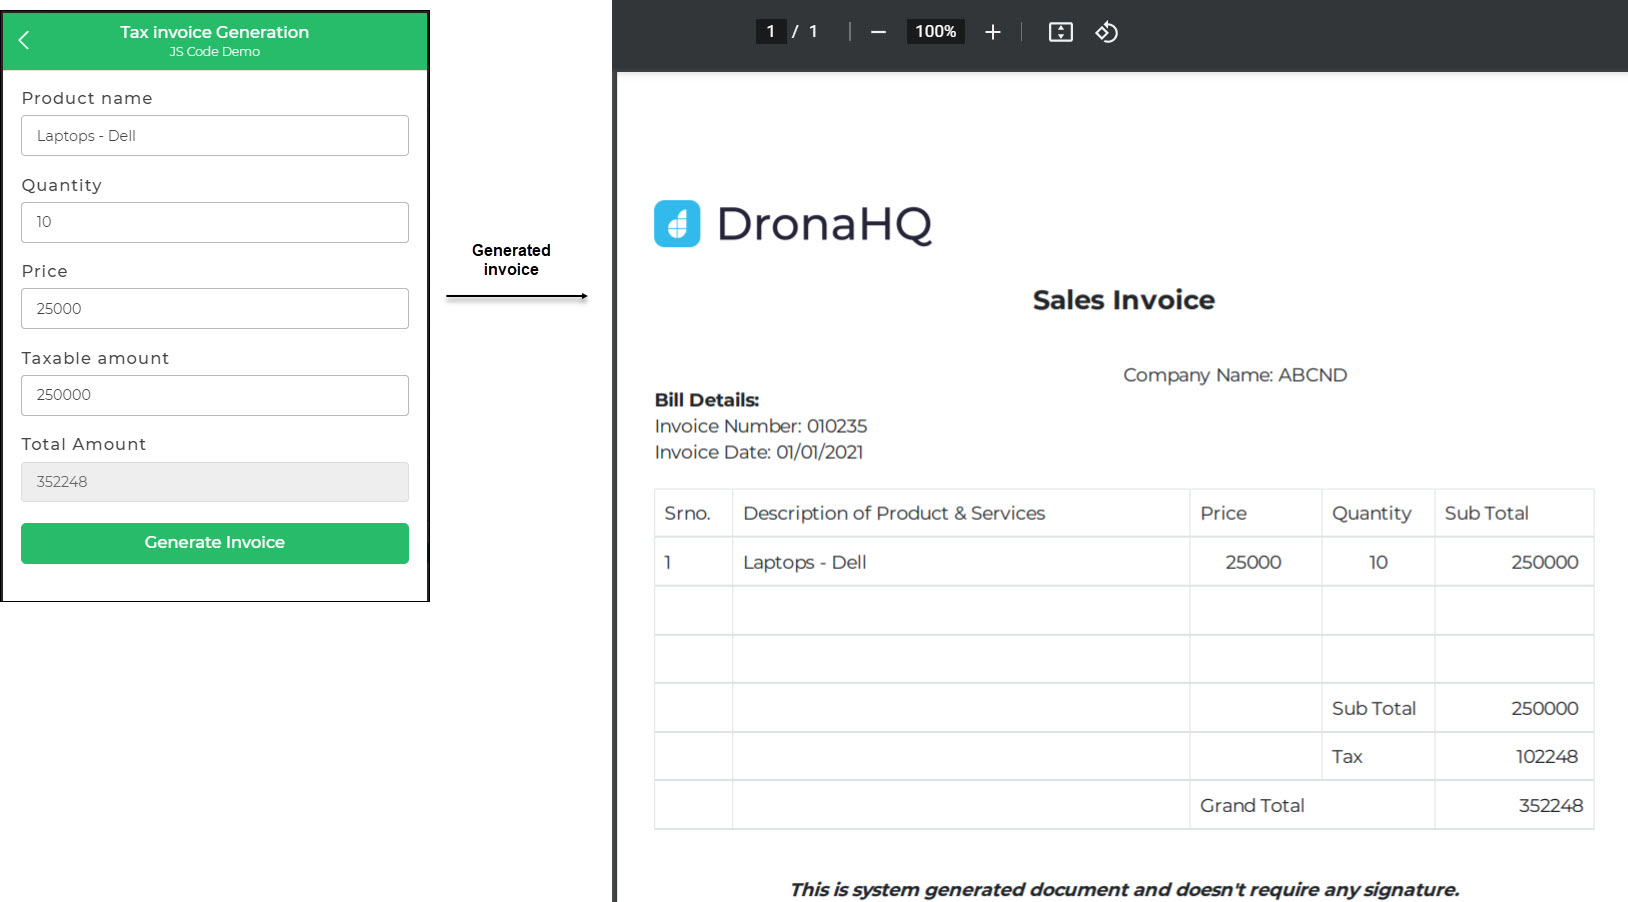 Tax invoice Generation
JS Code Demo
Product name
Laptops - Dell
Quantity
10
Price
25000
Taxable amount
250000
Total Amount
352248
Generate Invoice
Generated
invoice
1 / 1 — 100% +
DronaHQ
Sales Invoice
Company Name: ABCND
Bill Details:
Invoice Number: 010235
Invoice Date: 01/01/2021
Srno. Description of Product & Services Price Quantity Sub Total
1 Laptops - Dell 25000 10 250000
Sub Total 250000
Tax 102248
Grand Total 352248
This is system generated document and doesn't require any signature.